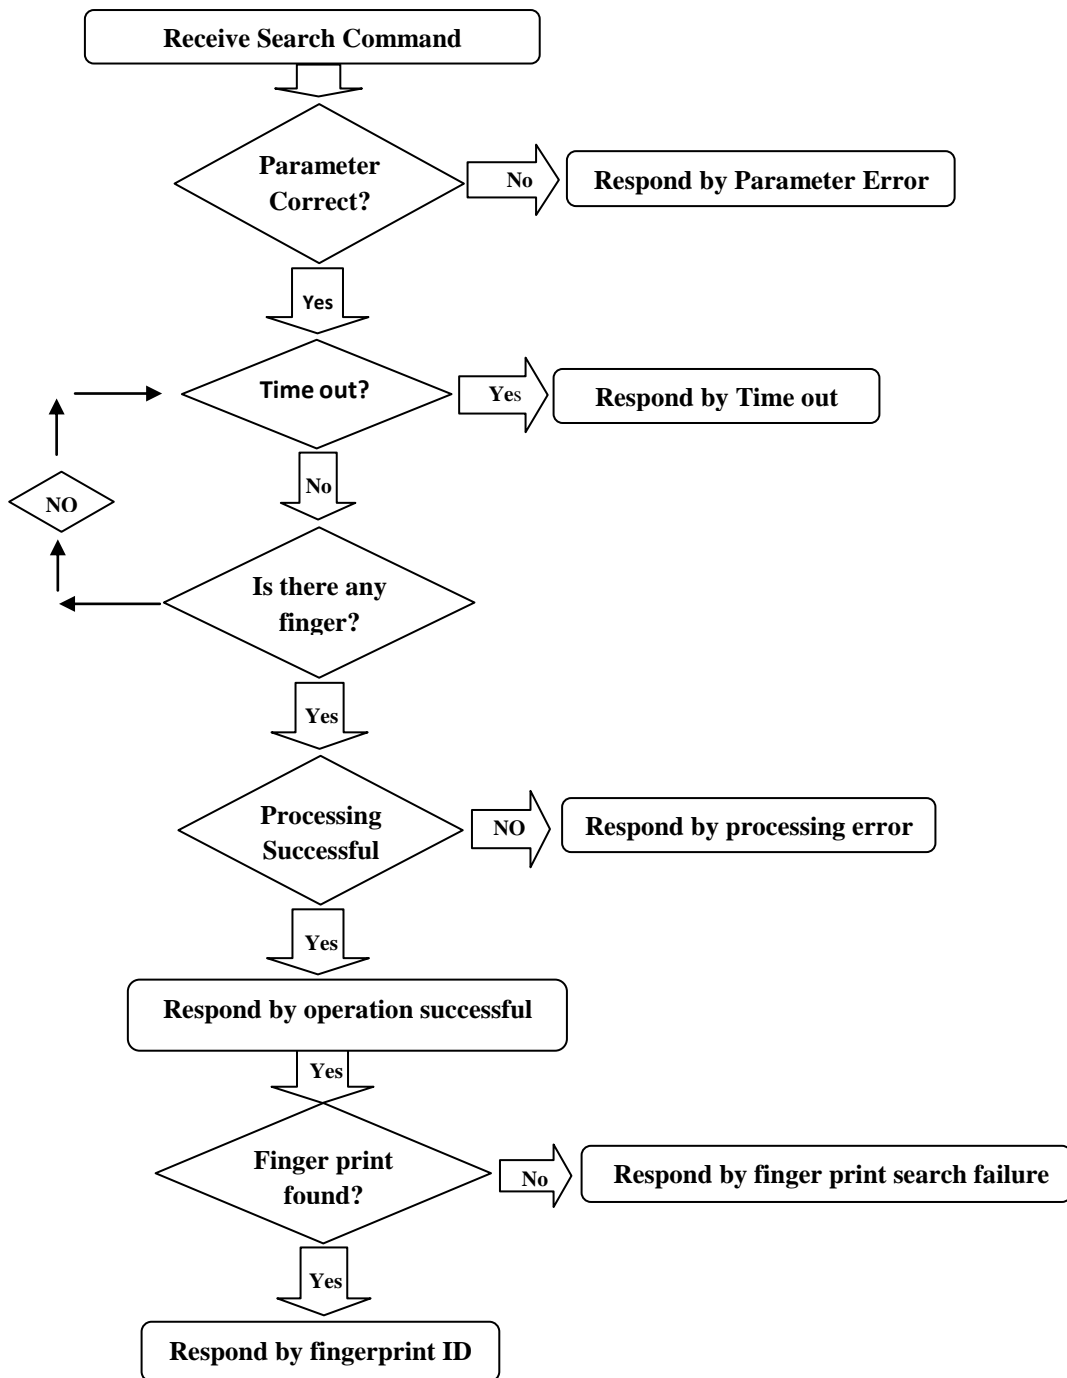 Receive Search Command
Parameter
Correct?
No
Respond by Parameter Error
Yes
Time out?
Yes
Respond by Time out
No
NO
Is there any
finger?
Yes
Processing
Successful
NO
Respond by processing error
Yes
Respond by operation successful
Yes
Finger print
found?
No
Respond by finger print search failure
Yes
Respond by fingerprint ID